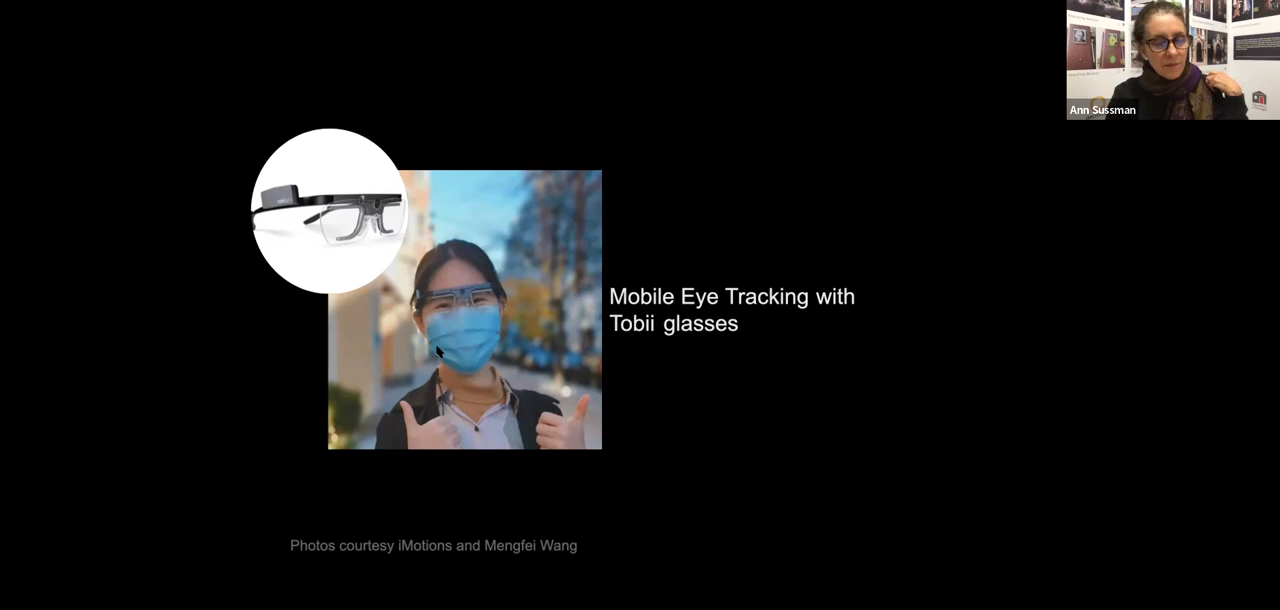 Ann Sussman
Mobile Eye Tracking with
Tobii glasses
Photos courtesy iMotions and Mengfei Wang